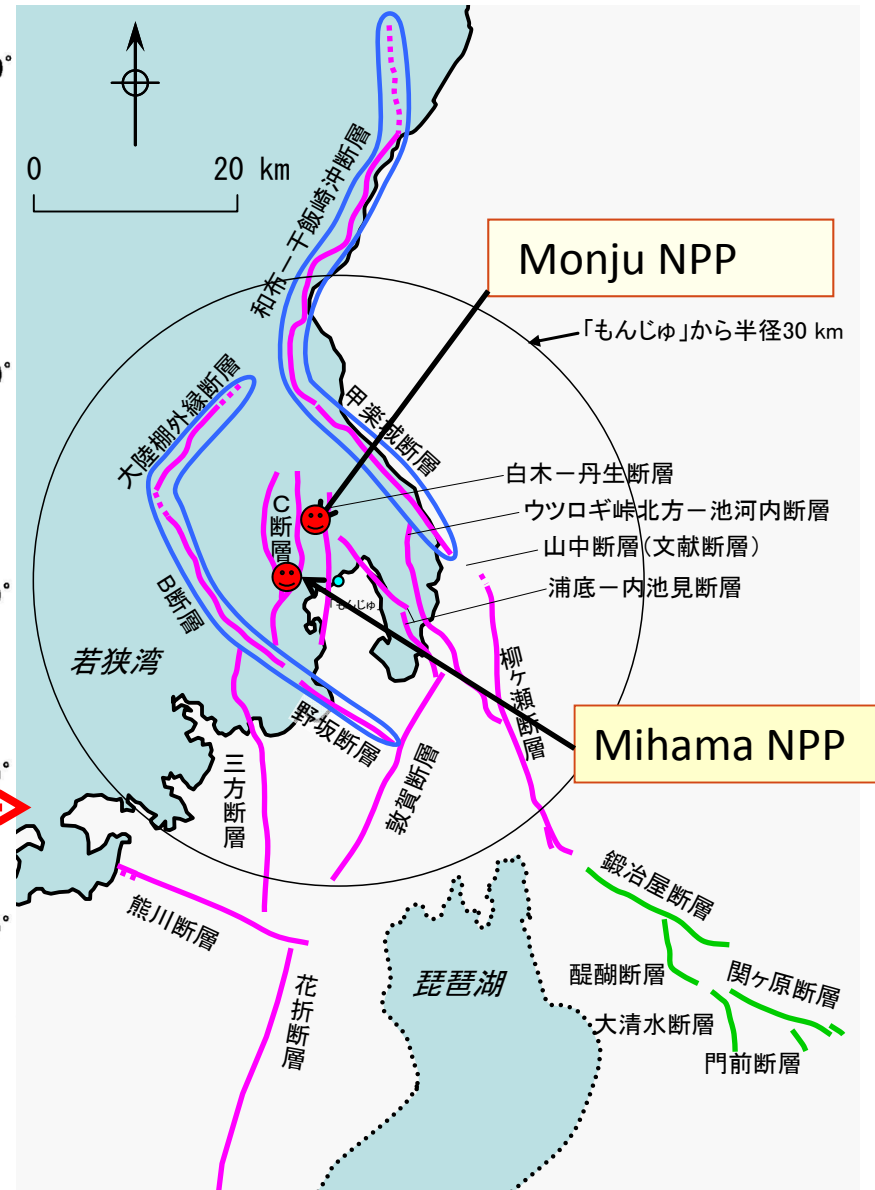 0
20 km
和布－干飯崎沖断層
Monju NPP
「もんじゅ」から半径30 km
大陸棚外縁断層
甲楽城断層
白木－丹生断層
C断層
ウツロギ峠北方－池河内断層
山中断層(文献断層)
浦底－内池見断層
「もんじゅ」
B断層
若狭湾
柳ヶ瀬断層
野坂断層
Mihama NPP
三方断層
敦賀断層
鍛冶屋断層
熊川断層
琵琶湖
醍醐断層
関ヶ原断層
花折断層
大清水断層
門前断層